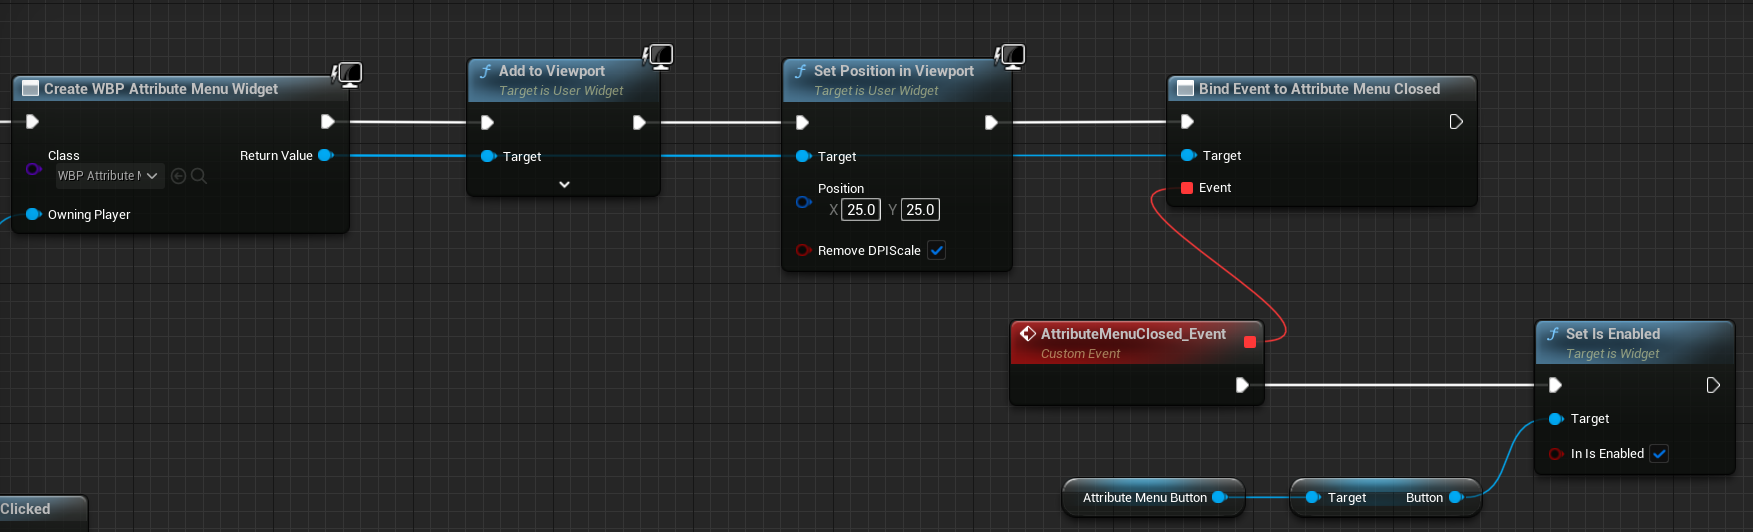 Create WBP Attribute Menu Widget
Class
Return Value
WBP Attribute M
Owning Player
Add to Viewport
Target is User Widget
Target
Set Position in Viewport
Target is User Widget
Target
Position
X 25.0 Y 25.0
Remove DPIScale
Bind Event to Attribute Menu Closed
Target
Event
AttributeMenuClosed_Event
Custom Event
Set Is Enabled
Target is Widget
Target
In Is Enabled
Attribute Menu Button
Target Button
Clicked